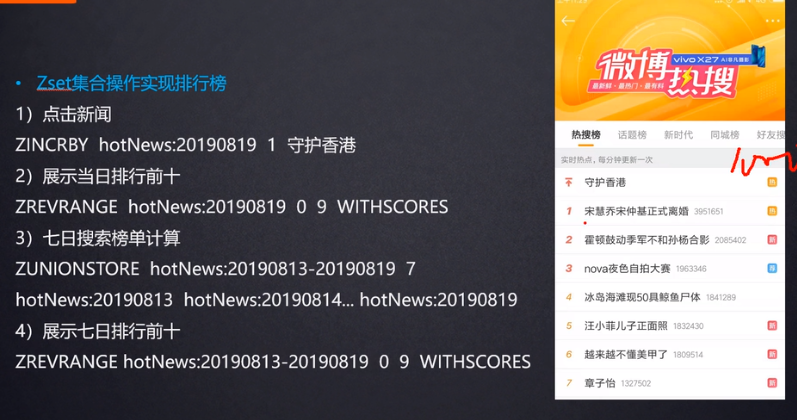 Zset集合操作实现排行榜
1）点击新闻
ZINCRBY hotNews:20190819 1 守护香港
2）展示当日排行前十
ZREVRANGE hotNews:20190819 0 9 WITHSCORES
3）七日搜索榜单计算
ZUNIONSTORE hotNews:20190813-20190819 7
hotNews:20190813 hotNews:20190814... hotNews:20190819
4）展示七日排行前十
ZREVRANGE hotNews:20190813-20190819 0 9 WITHSCORES
微博 vivo X27
热搜
最新鲜·最热门·最有料
热搜榜 话题榜 新时代 同城榜 好友搜
实时热点，每分钟更新一次
守护香港 热
1 宋慧乔宋仲基正式离婚 3951651 热
2 霍顿鼓动季军不和孙杨合影 2085402 新
3 nova夜色自拍大赛 1963346 荐
4 冰岛海滩现50具鲸鱼尸体 1841289
5 汪小菲儿子正面照 1832430 新
6 越来越不懂美甲了 1809514 新
7 章子怡 1327502 新